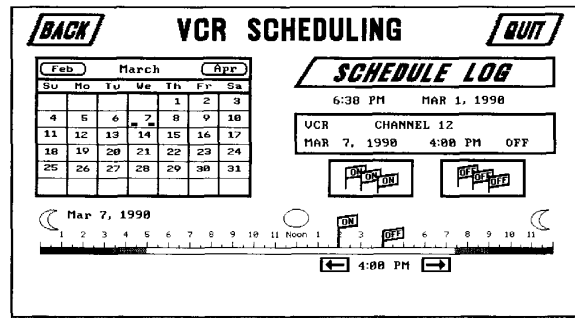 BACK VCR SCHEDULING QUIT
Feb March Apr
Su Mo Tu We Th Fr Sa
1 2 3
4 5 6 7 8 9 10
11 12 13 14 15 16 17
18 19 20 21 22 23 24
25 26 27 28 29 30 31
SCHEDULE LOG
6:30 PM MAR 1, 1990
VCR CHANNEL 12
MAR 7, 1990 4:00 PM OFF
ON ON ON OFF OFF OFF
Mar 7, 1990
ON OFF
1 2 3 4 5 6 7 8 9 10 11 Noon 1 3 6 7 8 9 10 11
4:00 PM